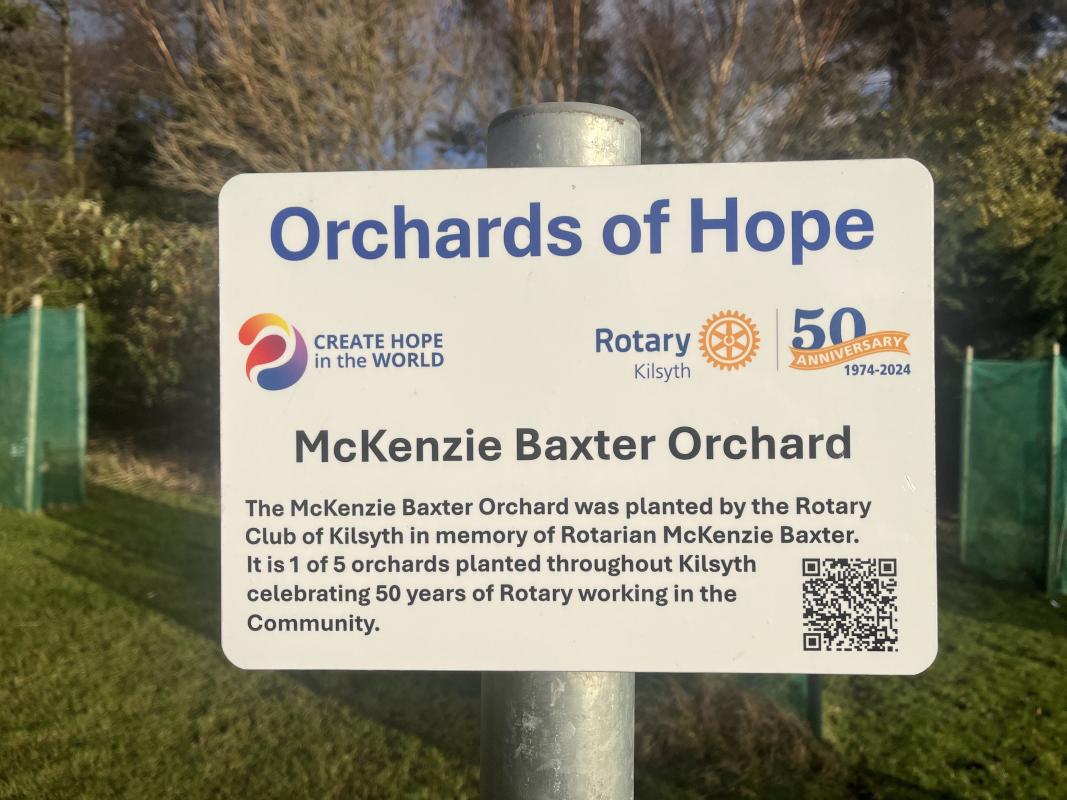 Orchards of Hope
CREATE HOPE
in the WORLD
Rotary
Kilsyth
50
ANNIVERSARY
1974-2024
McKenzie Baxter Orchard
The McKenzie Baxter Orchard was planted by the Rotary
Club of Kilsyth in memory of Rotarian McKenzie Baxter.
It is 1 of 5 orchards planted throughout Kilsyth
celebrating 50 years of Rotary working in the
Community.